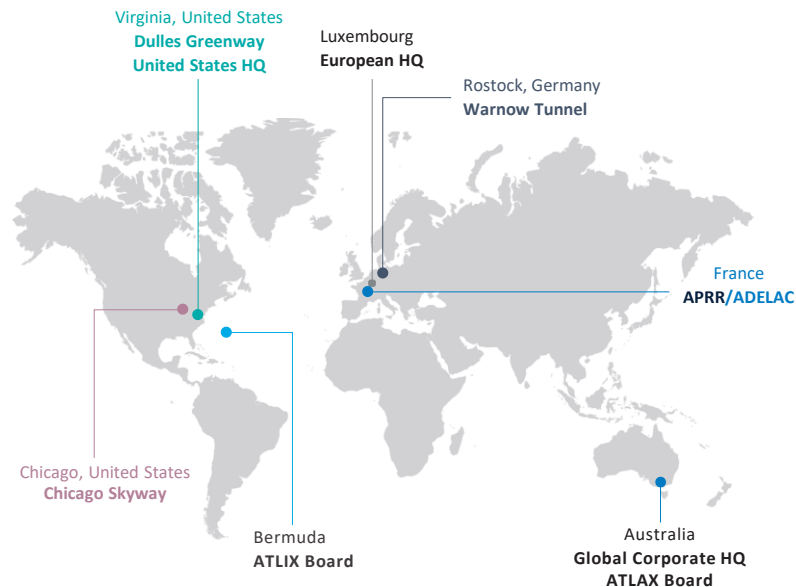 Virginia, United States
Dulles Greenway
United States HQ
Luxembourg
European HQ
Rostock, Germany
Warnow Tunnel
France
APRR/ADELAC
Chicago, United States
Chicago Skyway
Bermuda
ATLIX Board
Australia
Global Corporate HQ
ATLAX Board